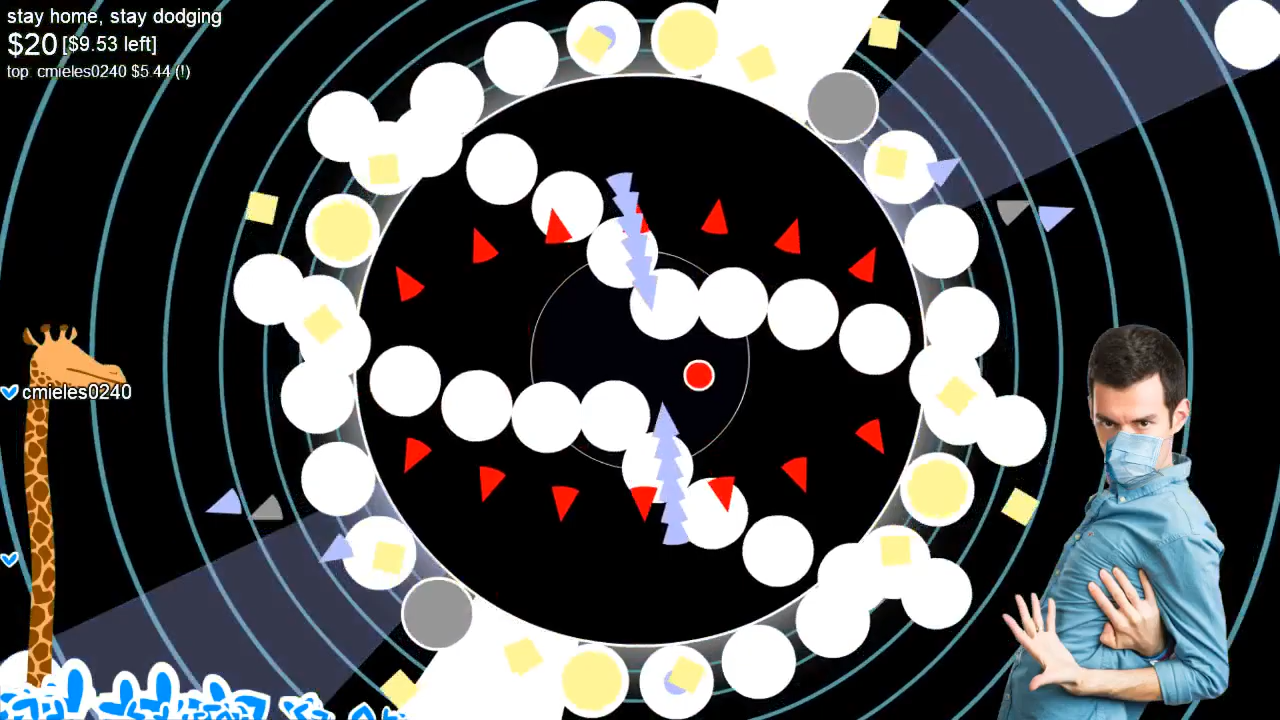 stay home, stay dodging
$20 [$9.53 left]
top: cmieles0240 $5.44 (!)
cmieles0240